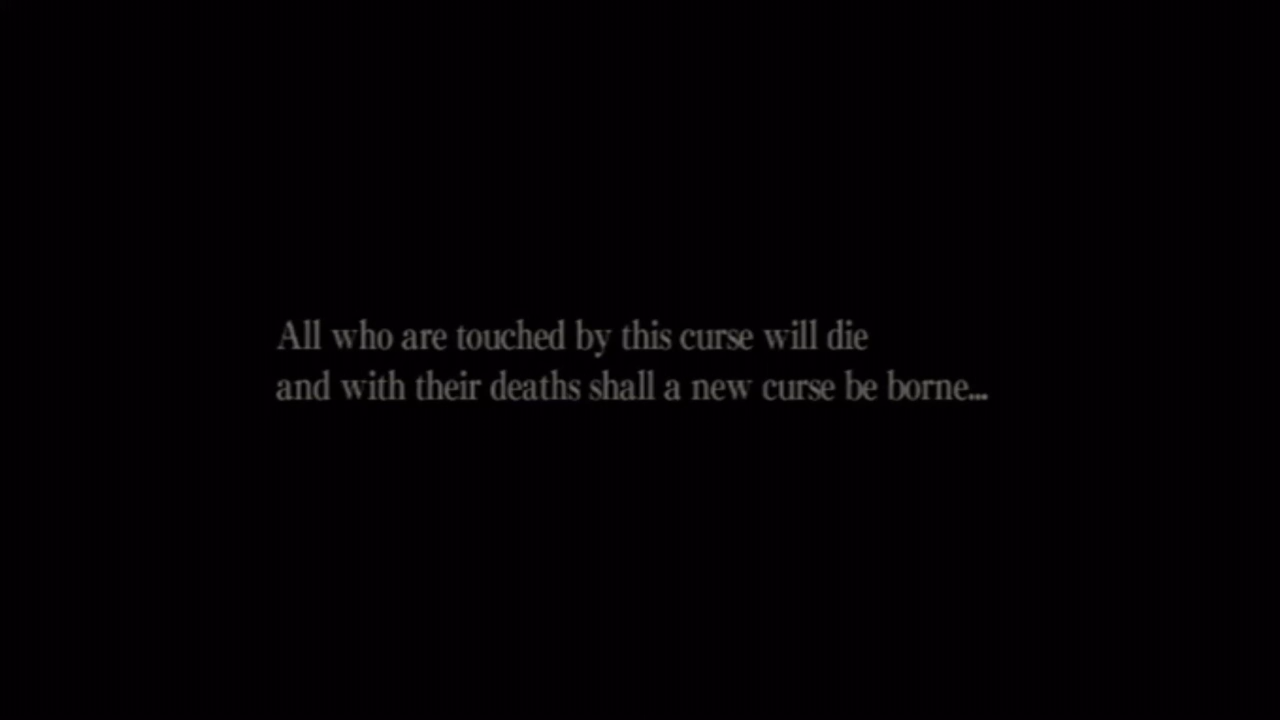 All who are touched by this curse will die
and with their deaths shall a new curse be borne...